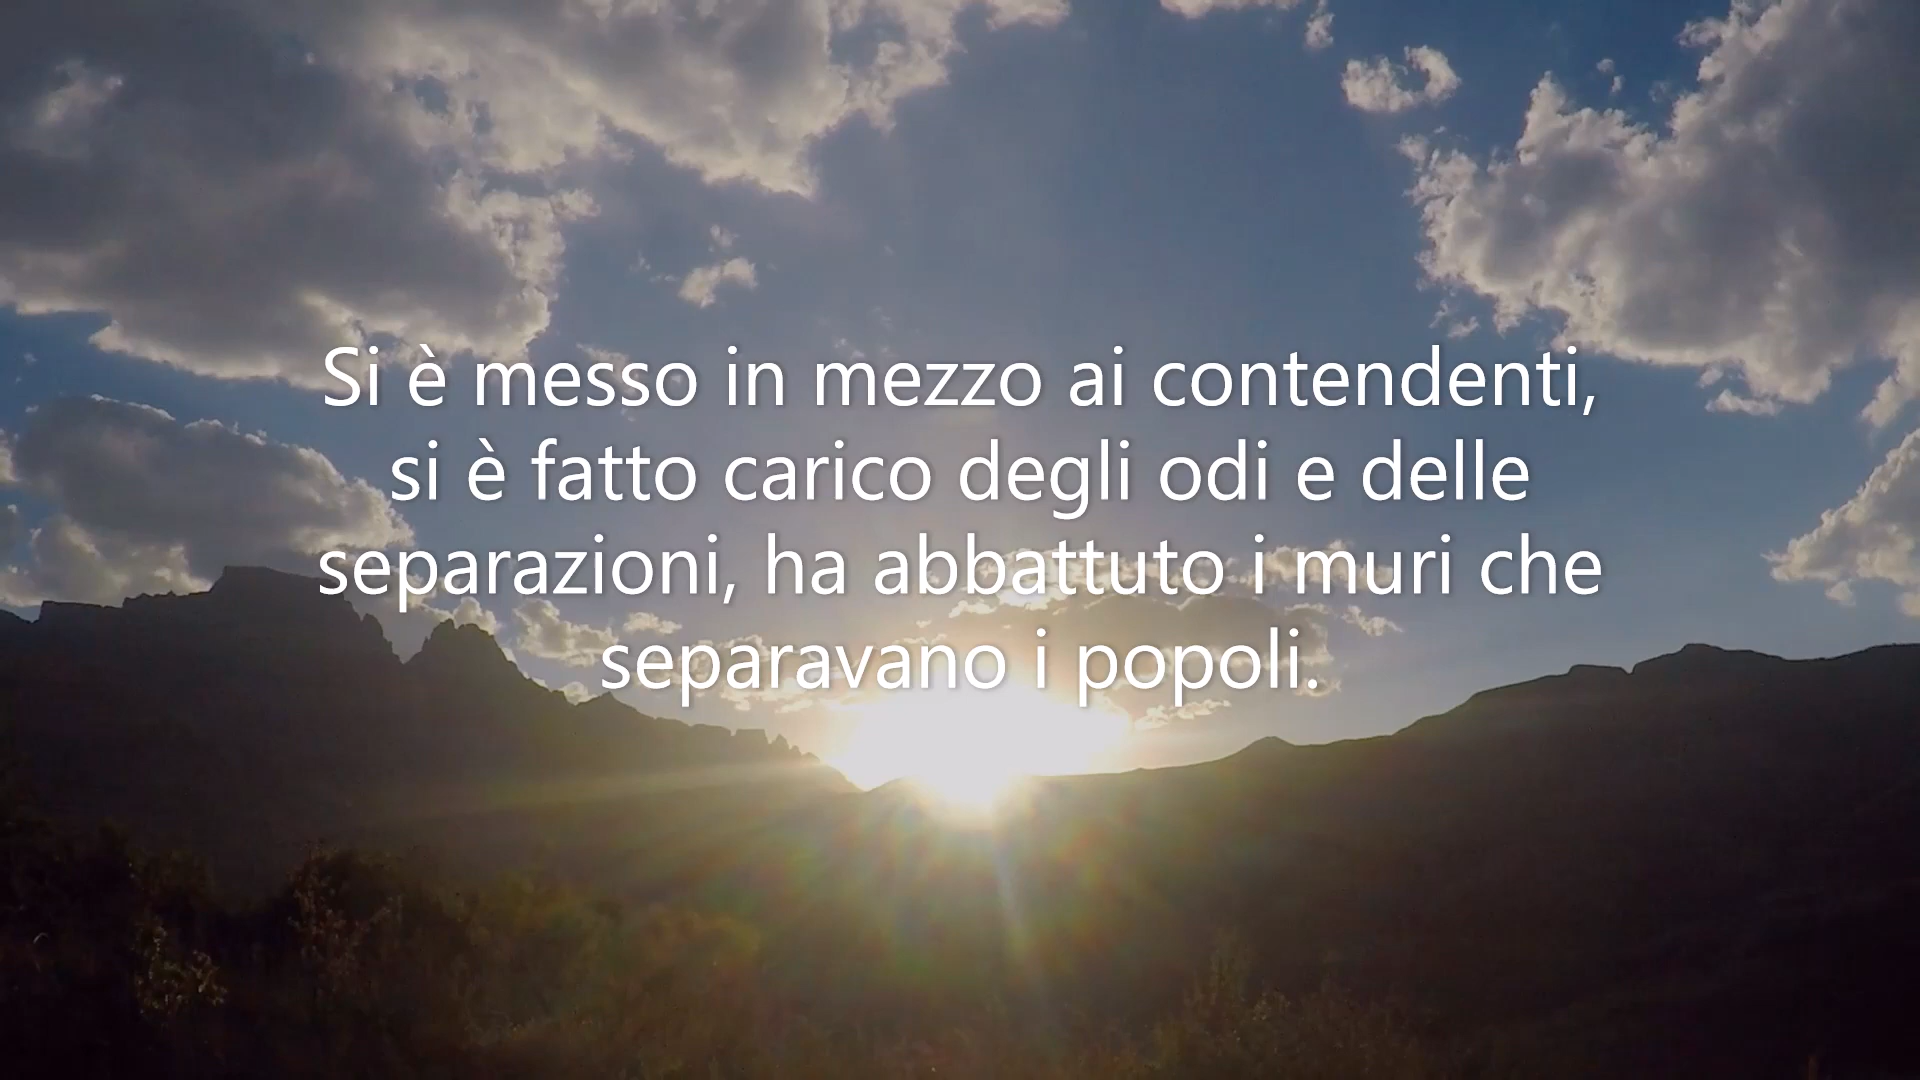 Si è messo in mezzo ai contendenti,
si è fatto carico degli odi e delle
separazioni, ha abbattuto i muri che
separavano i popoli.